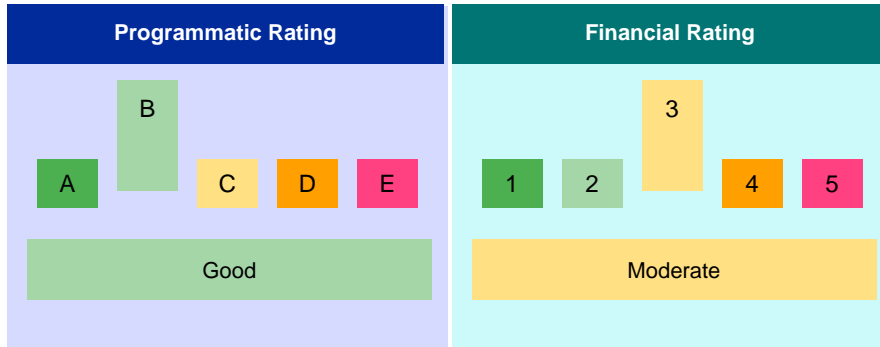 Programmatic Rating
B
A C D E
Good
Financial Rating
3
1 2 4 5
Moderate